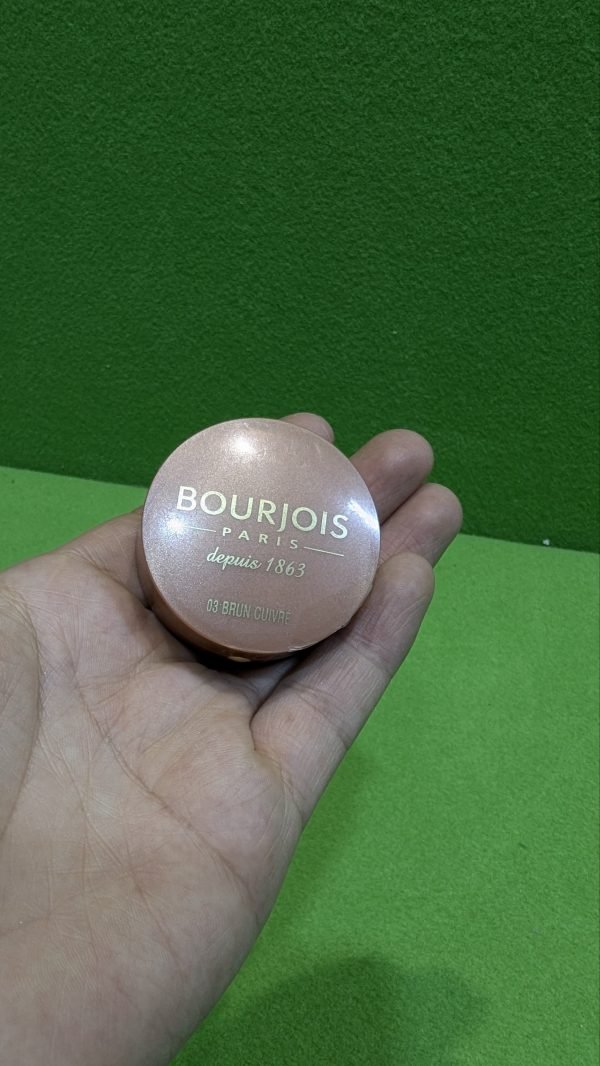 BOURJOIS
PARIS
depuis 1863
03 BRUN CUIVRÉ